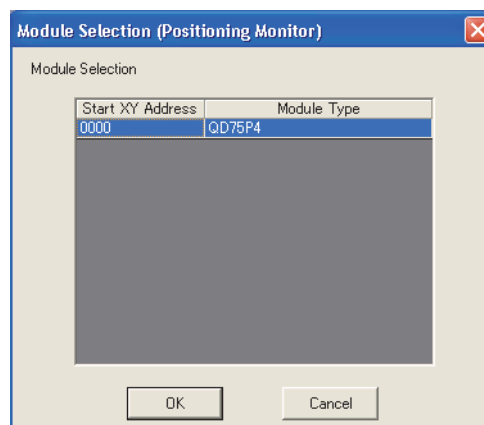 Module Selection (Positioning Monitor)
Module Selection
Start XY Address Module Type
0000 QD75P4
OK Cancel